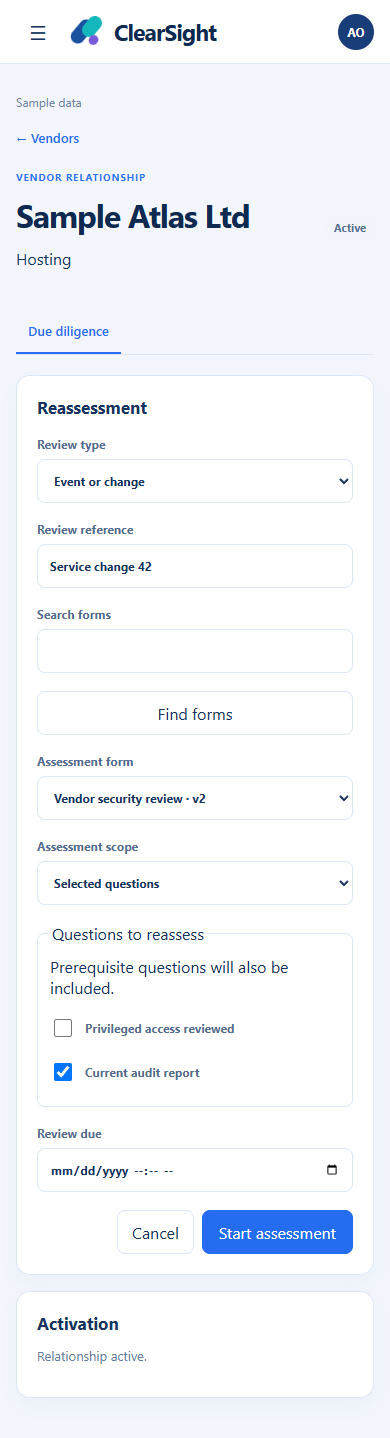 ☰ ClearSight AO
Sample data
← Vendors
VENDOR RELATIONSHIP
Sample Atlas Ltd
Active
Hosting
Due diligence
Reassessment
Review type
Event or change
Review reference
Service change 42
Search forms
Find forms
Assessment form
Vendor security review · v2
Assessment scope
Selected questions
Questions to reassess
Prerequisite questions will also be
included.
Privileged access reviewed
Current audit report
Review due
mm/dd/yyyy --:-- --
Cancel Start assessment
Activation
Relationship active.